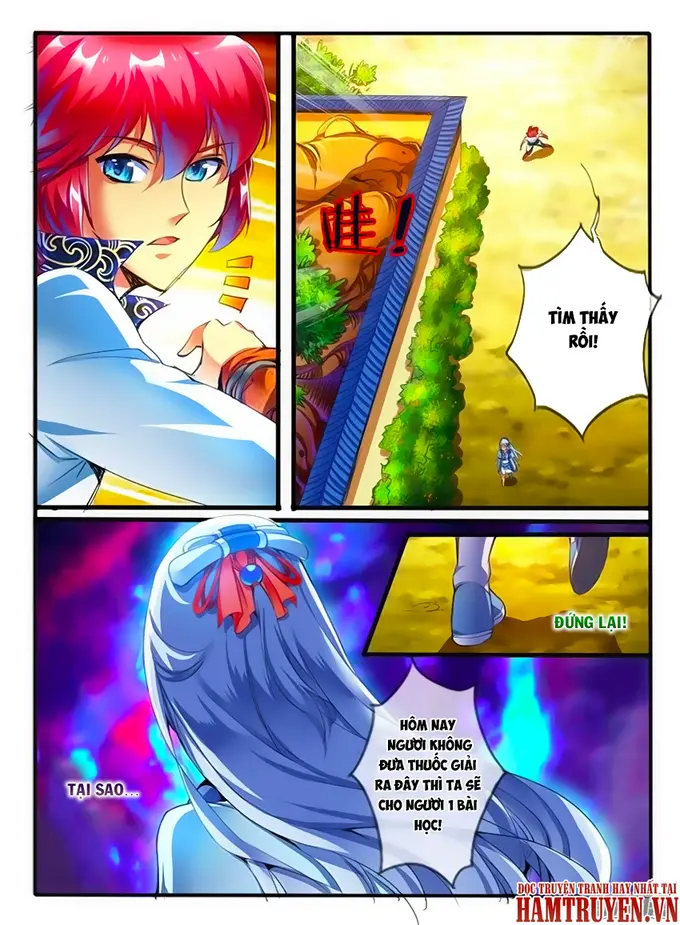 哇!
TÌM THẤY
RỒI!
ĐỨNG LẠI!
HÔM NAY
NGƯƠI KHÔNG
ĐƯA THUỐC GIẢI
RA ĐÂY THÌ TA SẼ
CHO NGƯƠI 1 BÀI
HỌC!
TẠI SAO...
ĐỌC TRUYỆN TRANH HAY NHẤT TẠI
HAMTRUYEN.VN